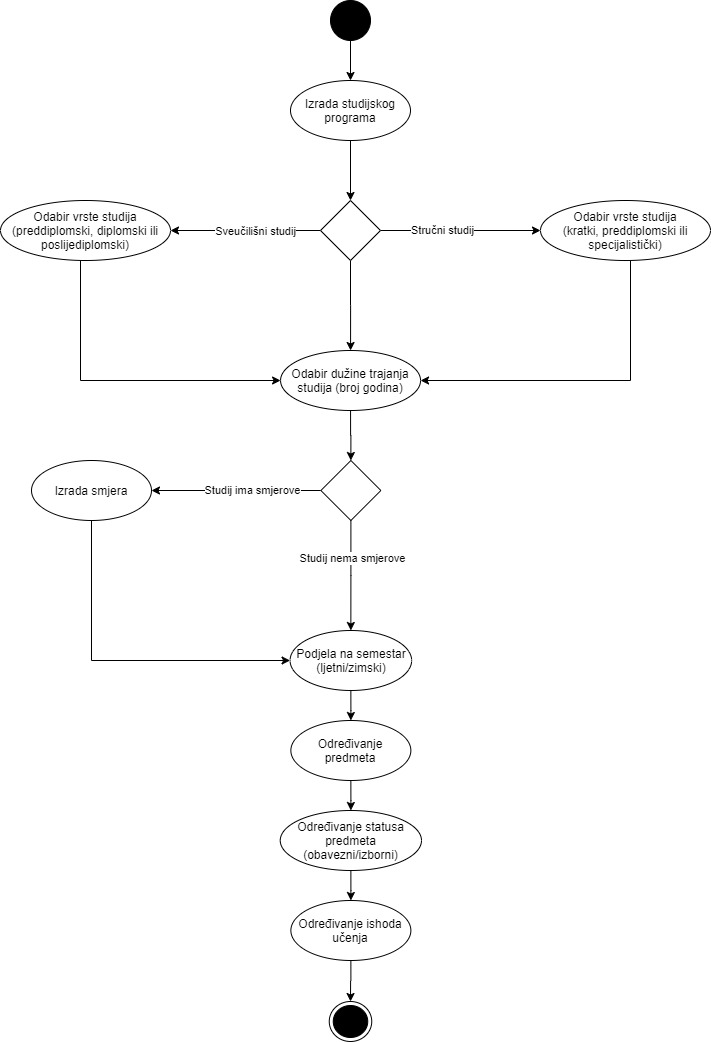 Izrada studijskog
programa
Odabir vrste studija
(preddiplomski, diplomski ili
poslijediplomski)
Sveučilišni studij
Stručni studij
Odabir vrste studija
(kratki, preddiplomski ili
specijalistički)
Odabir dužine trajanja
studija (broj godina)
Izrada smjera
Studij ima smjerove
Studij nema smjerove
Podjela na semestar
(ljetni/zimski)
Određivanje
predmeta
Određivanje statusa
predmeta
(obavezni/izborni)
Određivanje ishoda
učenja